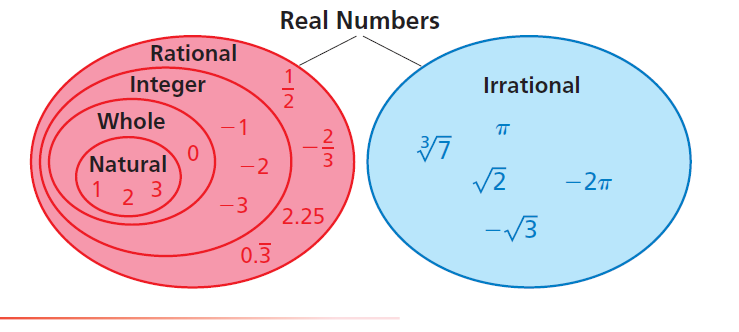 Real Numbers
Rational
Integer
Whole
Natural
1 2 3
0
−1
−2
−3
1/2
−2/3
2.25
0.3̅
Irrational
π
∛7
√2
−2π
−√3